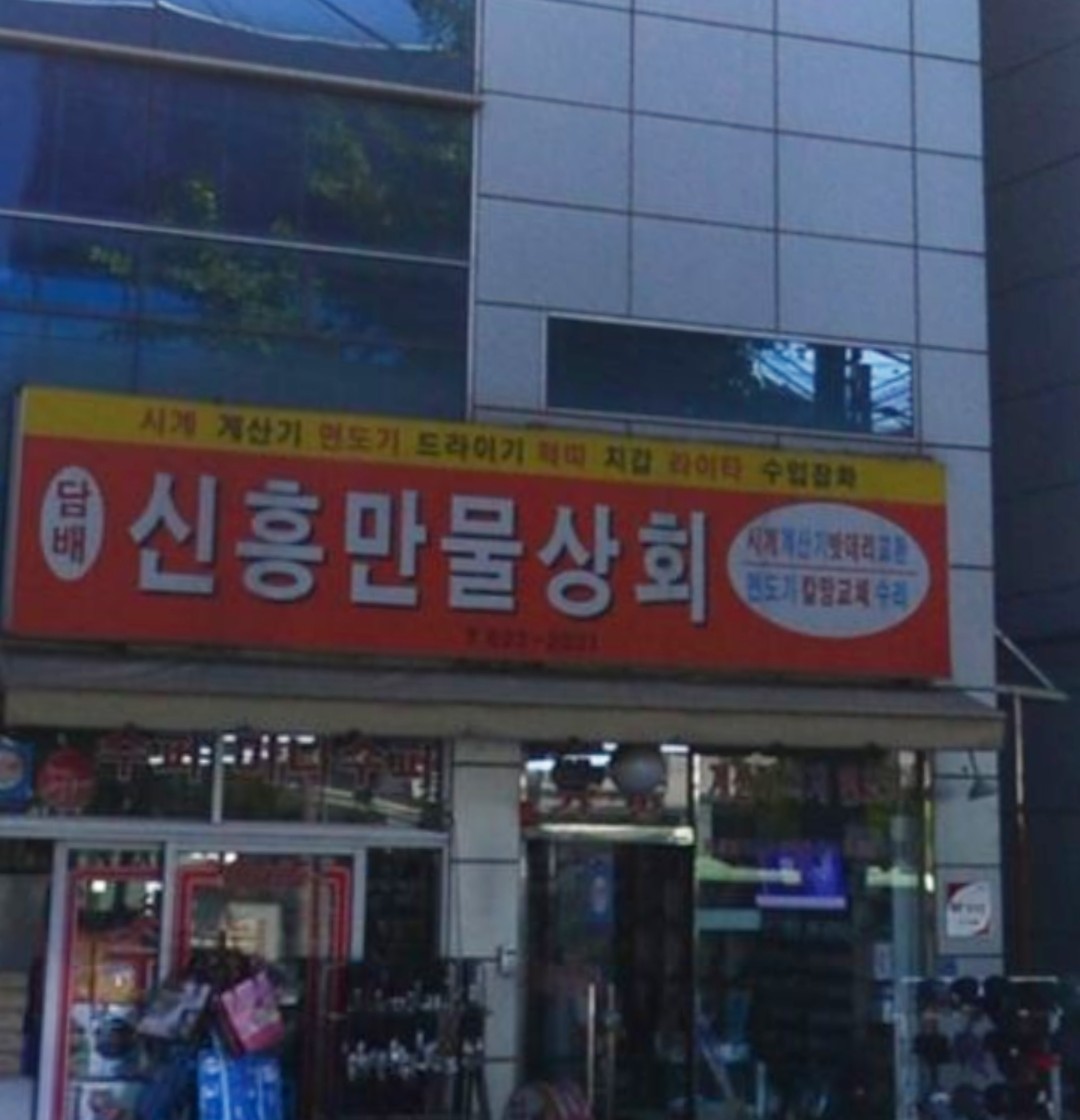 시계 계산기 면도기 드라이기 혁띠 지갑 라이타 수입잡화
담배
신흥만물상회
시계계산기밧데리교환
면도기칼망교체 수리